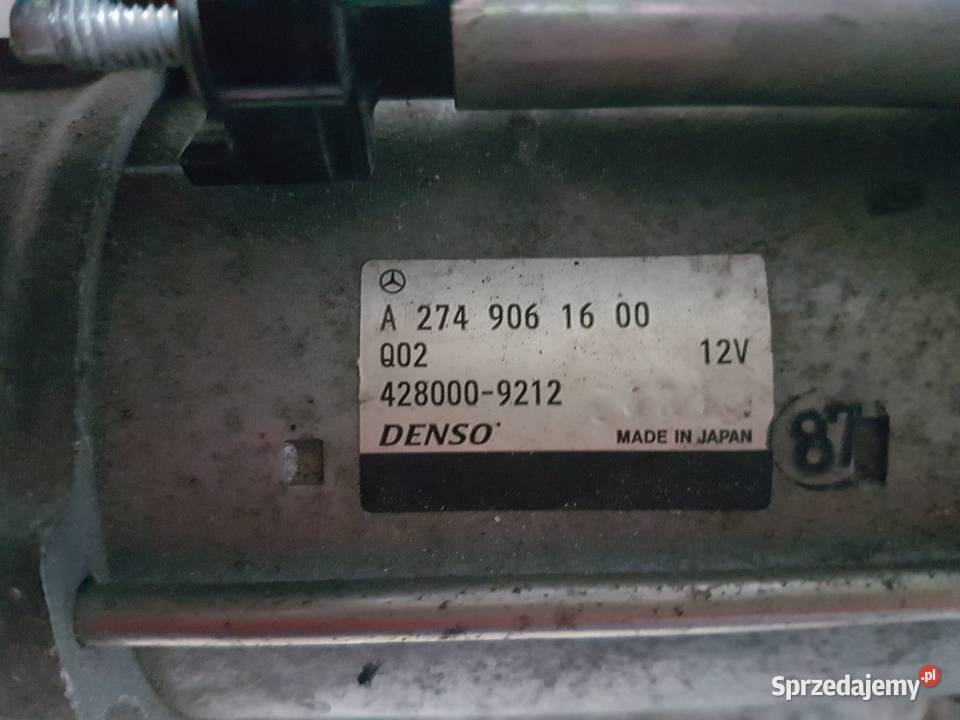 A 274 906 16 00
Q02 12V
428000-9212
DENSO MADE IN JAPAN
87
Sprzedajemy.pl